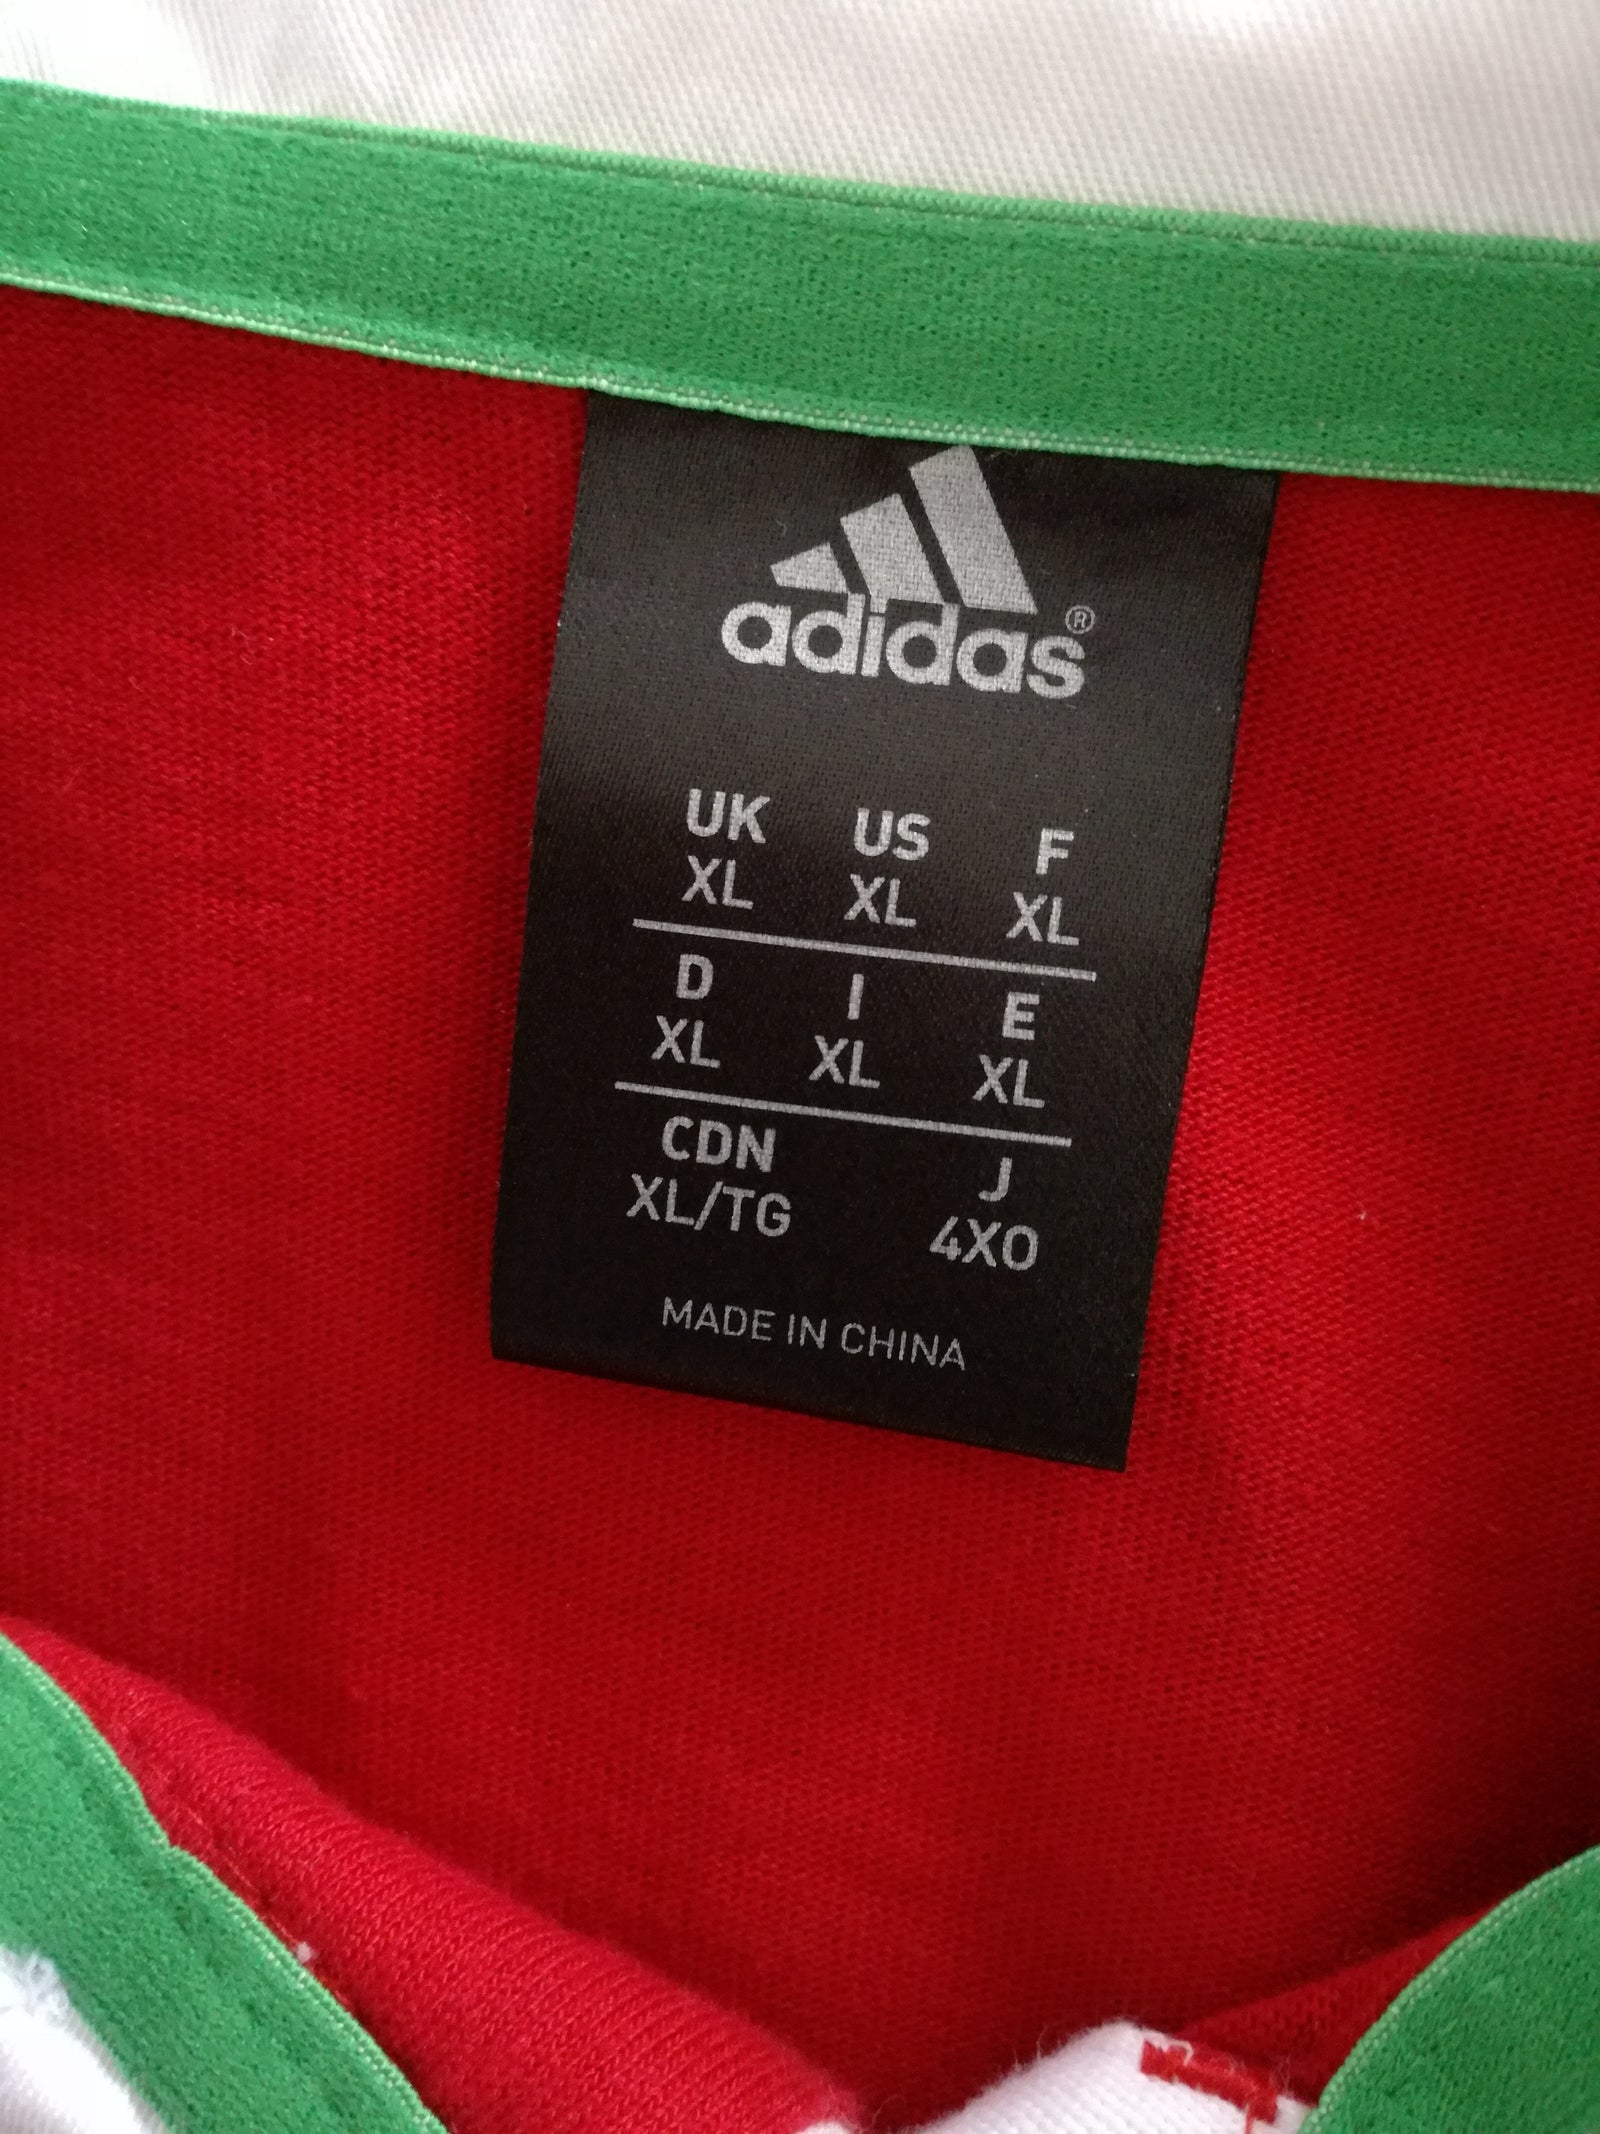 adidas®
UK US F
XL XL XL
D I E
XL XL XL
CDN J
XL/TG 4XO
MADE IN CHINA